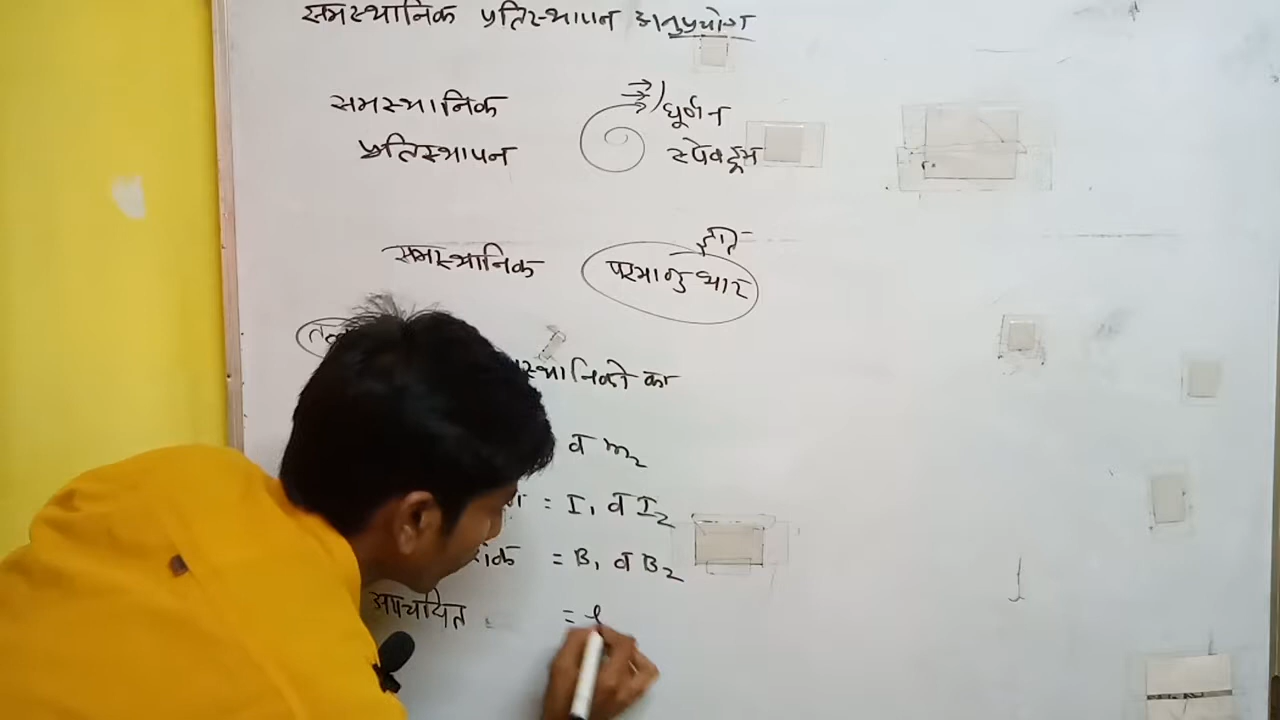 समस्थानिक प्रतिस्थापन अनुप्रयोग
समस्थानिक घूर्णन
प्रतिस्थापन स्पेक्ट्रम
समस्थानिक परमाणु भार
स्थानिको का
व m₂
= I₁ व I₂
= B₁ व B₂
अपचयित =